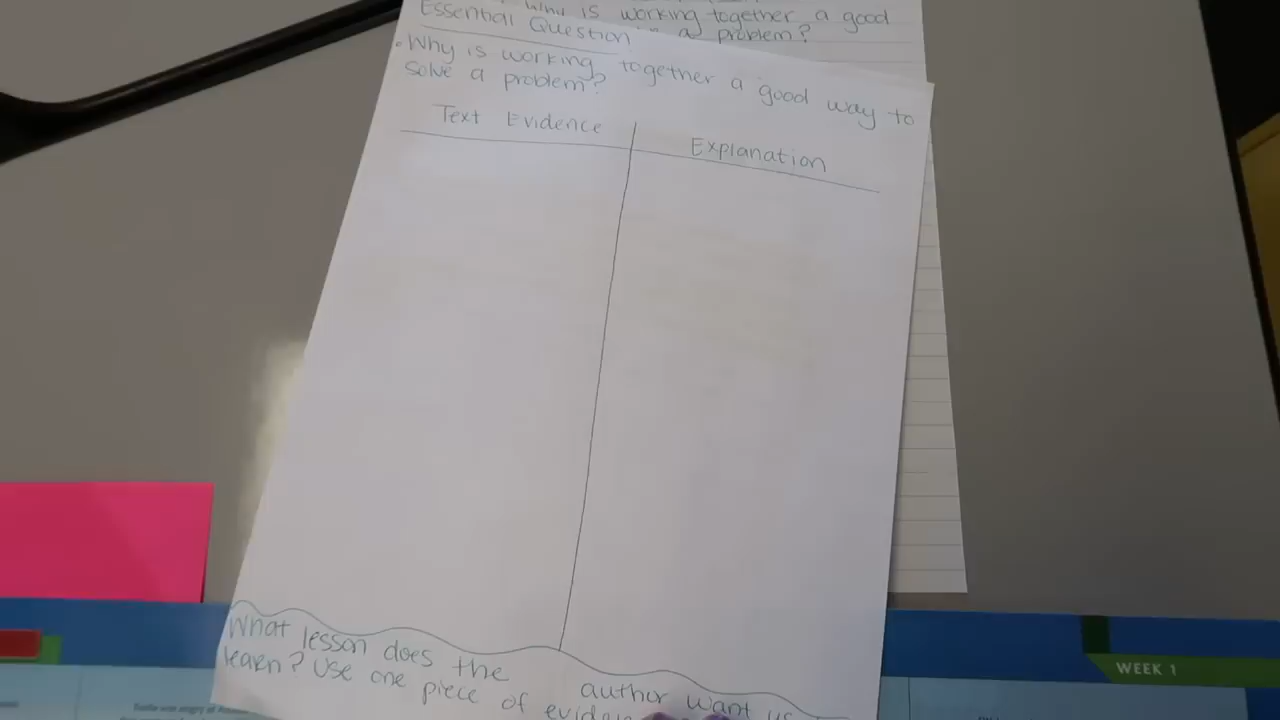 Why is working together a good
a problem?
Essential Question
• Why is working together a good way to
solve a problem?
Text Evidence
Explanation
What lesson does the author want us
learn? Use one piece of
WEEK 1